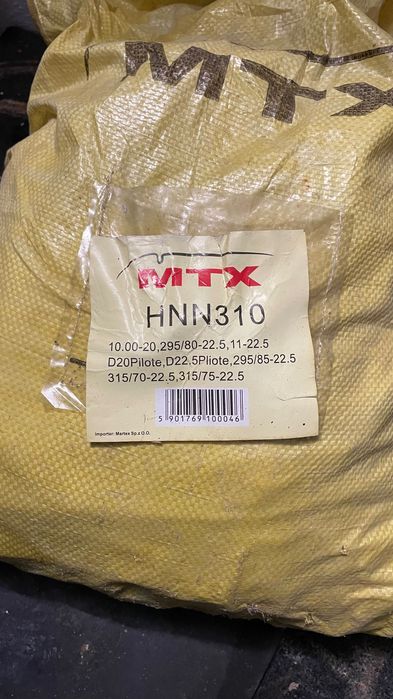 MTX
MTX
HNN310
10.00-20,295/80-22.5,11-22.5
D20Pilote,D22.5Pliote,295/85-22.5
315/70-22.5,315/75-22.5
5 901769 100046
Importer: Martex Sp.z O.O.